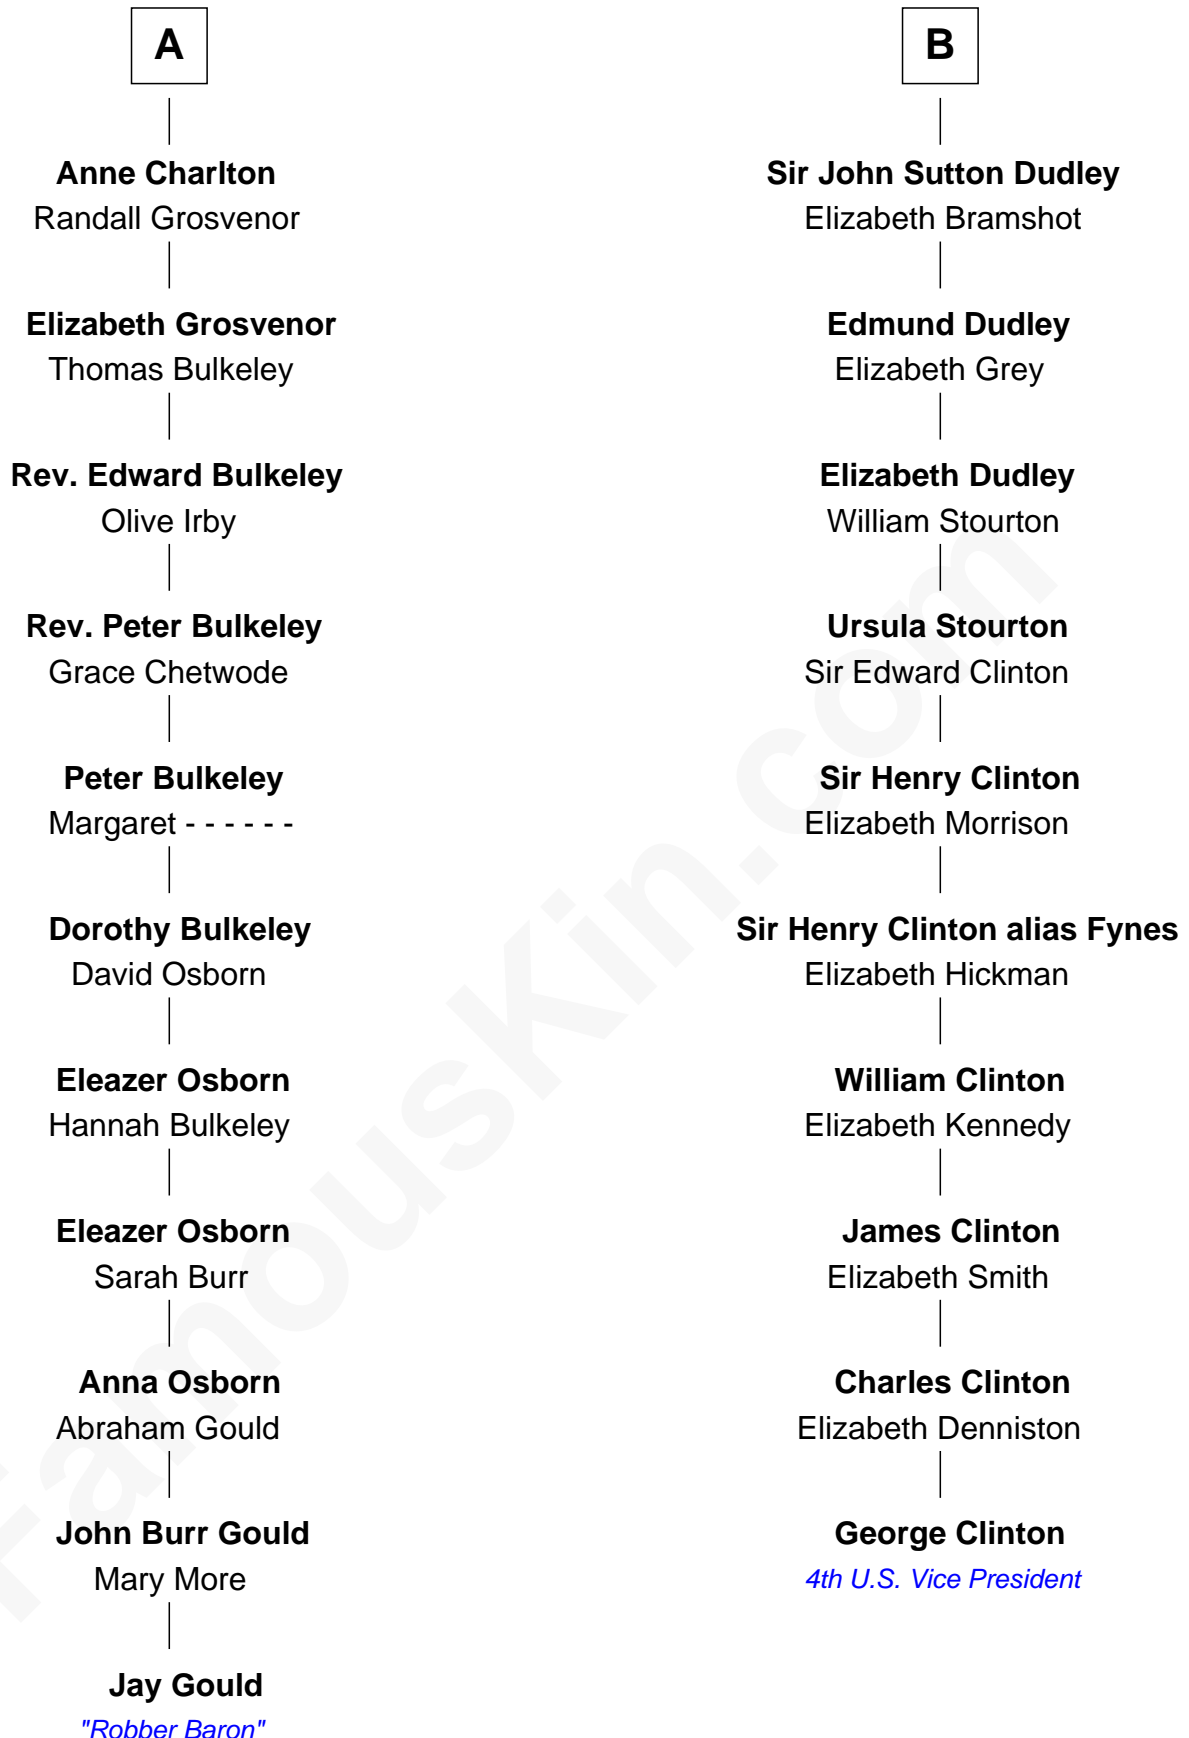 A
Anne Charlton
Randall Grosvenor
Elizabeth Grosvenor
Thomas Bulkeley
Rev. Edward Bulkeley
Olive Irby
Rev. Peter Bulkeley
Grace Chetwode
Peter Bulkeley
Margaret - - - - - -
Dorothy Bulkeley
David Osborn
Eleazer Osborn
Hannah Bulkeley
Eleazer Osborn
Sarah Burr
Anna Osborn
Abraham Gould
John Burr Gould
Mary More
Jay Gould
"Robber Baron"
B
Sir John Sutton Dudley
Elizabeth Bramshot
Edmund Dudley
Elizabeth Grey
Elizabeth Dudley
William Stourton
Ursula Stourton
Sir Edward Clinton
Sir Henry Clinton
Elizabeth Morrison
Sir Henry Clinton alias Fynes
Elizabeth Hickman
William Clinton
Elizabeth Kennedy
James Clinton
Elizabeth Smith
Charles Clinton
Elizabeth Denniston
George Clinton
4th U.S. Vice President
FamousKin.com